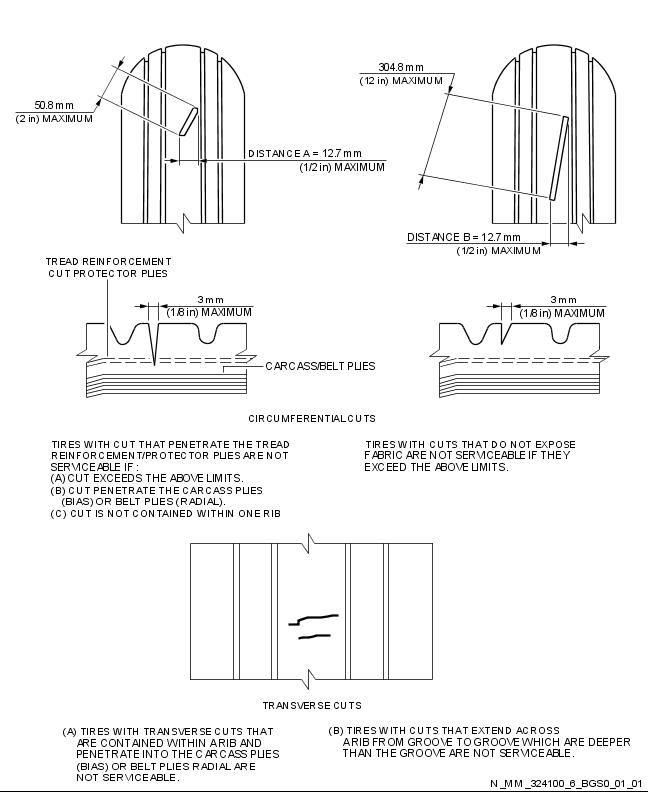 50.8 mm
(2 in) MAXIMUM
304.8 mm
(12 in) MAXIMUM
DISTANCE A = 12.7 mm
(1/2 in) MAXIMUM
DISTANCE B = 12.7 mm
(1/2 in) MAXIMUM
TREAD REINFORCEMENT
CUT PROTECTOR PLIES
3 mm
(1/8 in) MAXIMUM
3 mm
(1/8 in) MAXIMUM
CARCASS/BELT PLIES
CIRCUMFERENTIAL CUTS
TIRES WITH CUT THAT PENETRATE THE TREAD
REINFORCEMENT/PROTECTOR PLIES ARE NOT
SERVICEABLE IF :
(A) CUT EXCEEDS THE ABOVE LIMITS.
(B) CUT PENETRATE THE CARCASS PLIES
(BIAS) OR BELT PLIES (RADIAL).
(C) CUT IS NOT CONTAINED WITHIN ONE RIB
TIRES WITH CUTS THAT DO NOT EXPOSE
FABRIC ARE NOT SERVICEABLE IF THEY
EXCEED THE ABOVE LIMITS.
TRANSVERSE CUTS
(A) TIRES WITH TRANSVERSE CUTS THAT
ARE CONTAINED WITHIN A RIB AND
PENETRATE INTO THE CARCASS PLIES
(BIAS) OR BELT PLIES RADIAL ARE
NOT SERVICEABLE.
(B) TIRES WITH CUTS THAT EXTEND ACROSS
A RIB FROM GROOVE TO GROOVE WHICH ARE DEEPER
THAN THE GROOVE ARE NOT SERVICEABLE.
N_MM_324100_6_BGS0_01_01